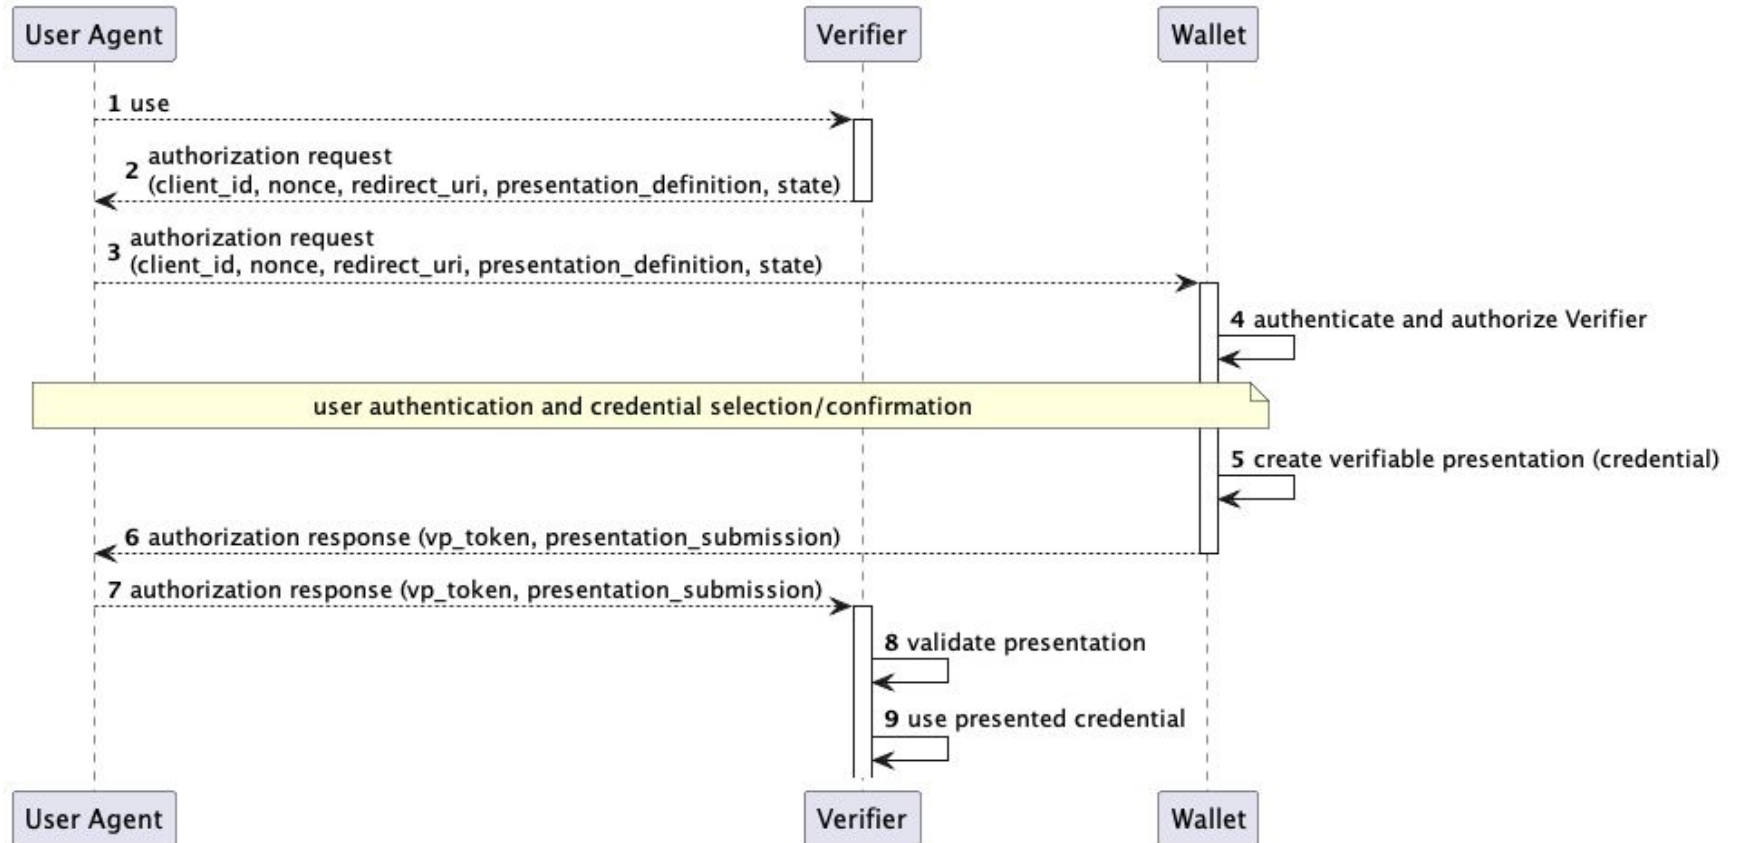 User Agent
Verifier
Wallet
1 use
2 authorization request
(client_id, nonce, redirect_uri, presentation_definition, state)
3 authorization request
(client_id, nonce, redirect_uri, presentation_definition, state)
4 authenticate and authorize Verifier
user authentication and credential selection/confirmation
5 create verifiable presentation (credential)
6 authorization response (vp_token, presentation_submission)
7 authorization response (vp_token, presentation_submission)
8 validate presentation
9 use presented credential
User Agent
Verifier
Wallet